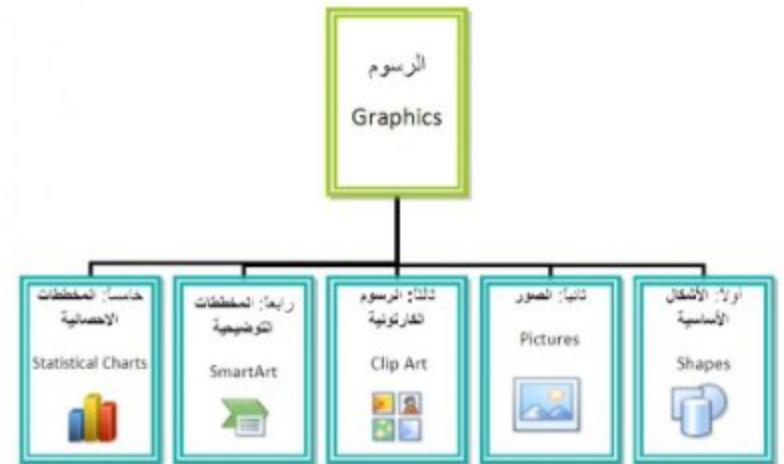 الرسوم
Graphics
أولاً: الأشكال
الأساسية
Shapes
ثانياً: الصور
Pictures
ثالثاً: الرسوم
الكارتونية
Clip Art
رابعاً: المخططات
التوضيحية
SmartArt
خامساً: المخططات
الاحصائية
Statistical Charts